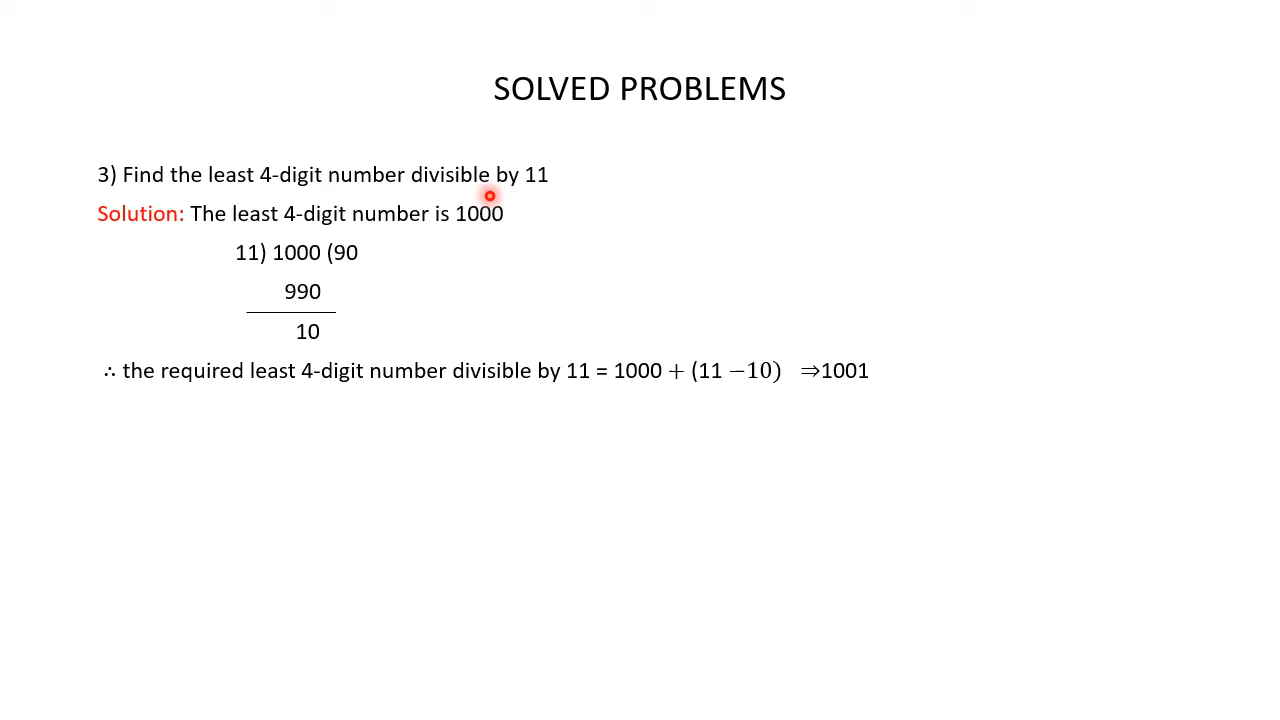 SOLVED PROBLEMS
3) Find the least 4-digit number divisible by 11
Solution: The least 4-digit number is 1000
11) 1000 (90
990
10
∴ the required least 4-digit number divisible by 11 = 1000 + (11 −10) ⇒1001